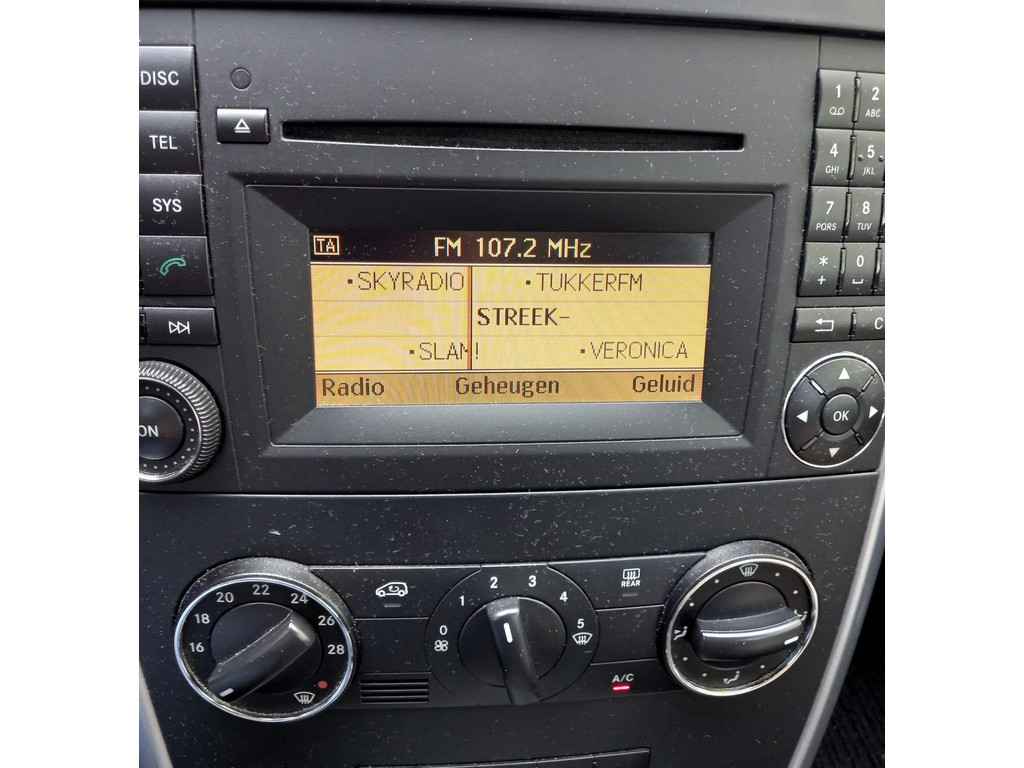 DISC
TEL
SYS
ON
TA FM 107.2 MHz
SKYRADIO TUKKERFM
STREEK-
SLAM! VERONICA
Radio Geheugen Geluid
1 2
ABC
4 5
GHI JKL
7 8
PQRS TUV
* 0
+
C
OK
16 18 20 22 24 26 28
0 1 2 3 4 5
REAR
A/C